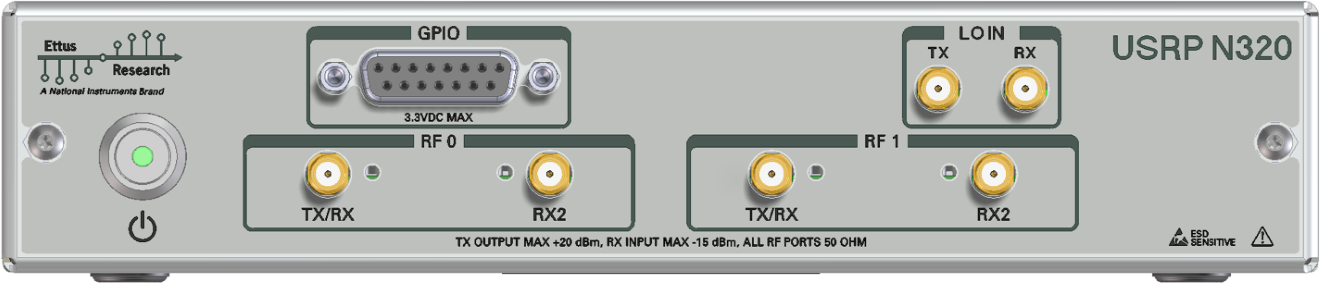 Ettus
Research
A National Instruments Brand
GPIO
3.3VDC MAX
LO IN
TX RX
USRP N320
RF 0
TX/RX RX2
RF 1
TX/RX RX2
TX OUTPUT MAX +20 dBm, RX INPUT MAX -15 dBm, ALL RF PORTS 50 OHM
ESD
SENSITIVE